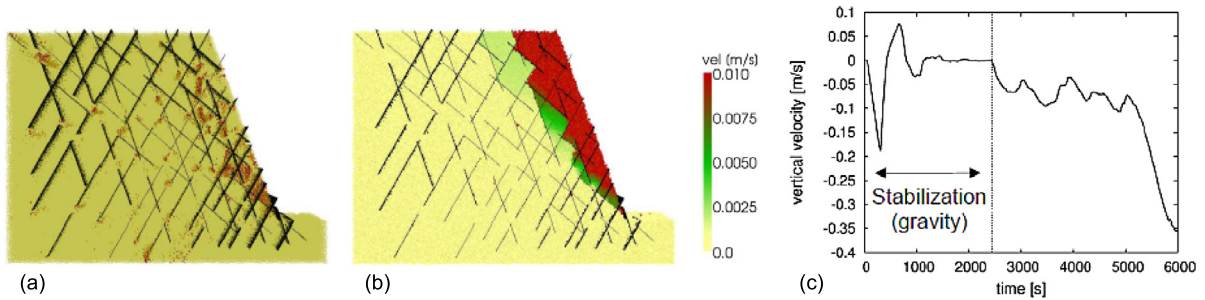 (a)
(b)
vel (m/s)
0.010
0.0075
0.0050
0.0025
0.0
(c)
vertical velocity [m/s]
0.1
0.05
0
-0.05
-0.1
-0.15
-0.2
-0.25
-0.3
-0.35
-0.4
Stabilization
(gravity)
0 1000 2000 3000 4000 5000 6000
time [s]